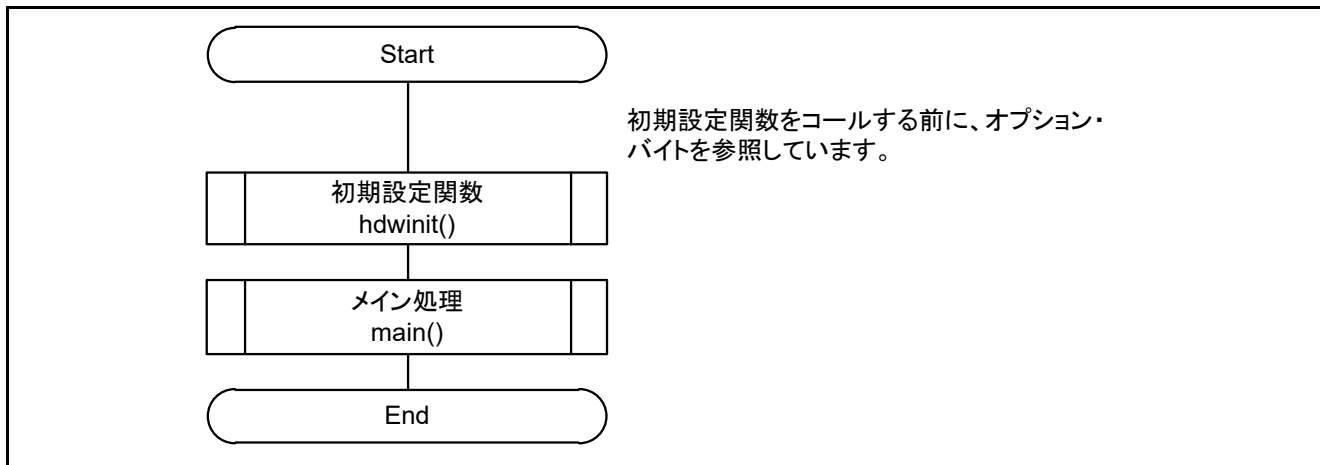 Start
初期設定関数をコールする前に、オプション・
バイトを参照しています。
初期設定関数
hdwinit()
メイン処理
main()
End